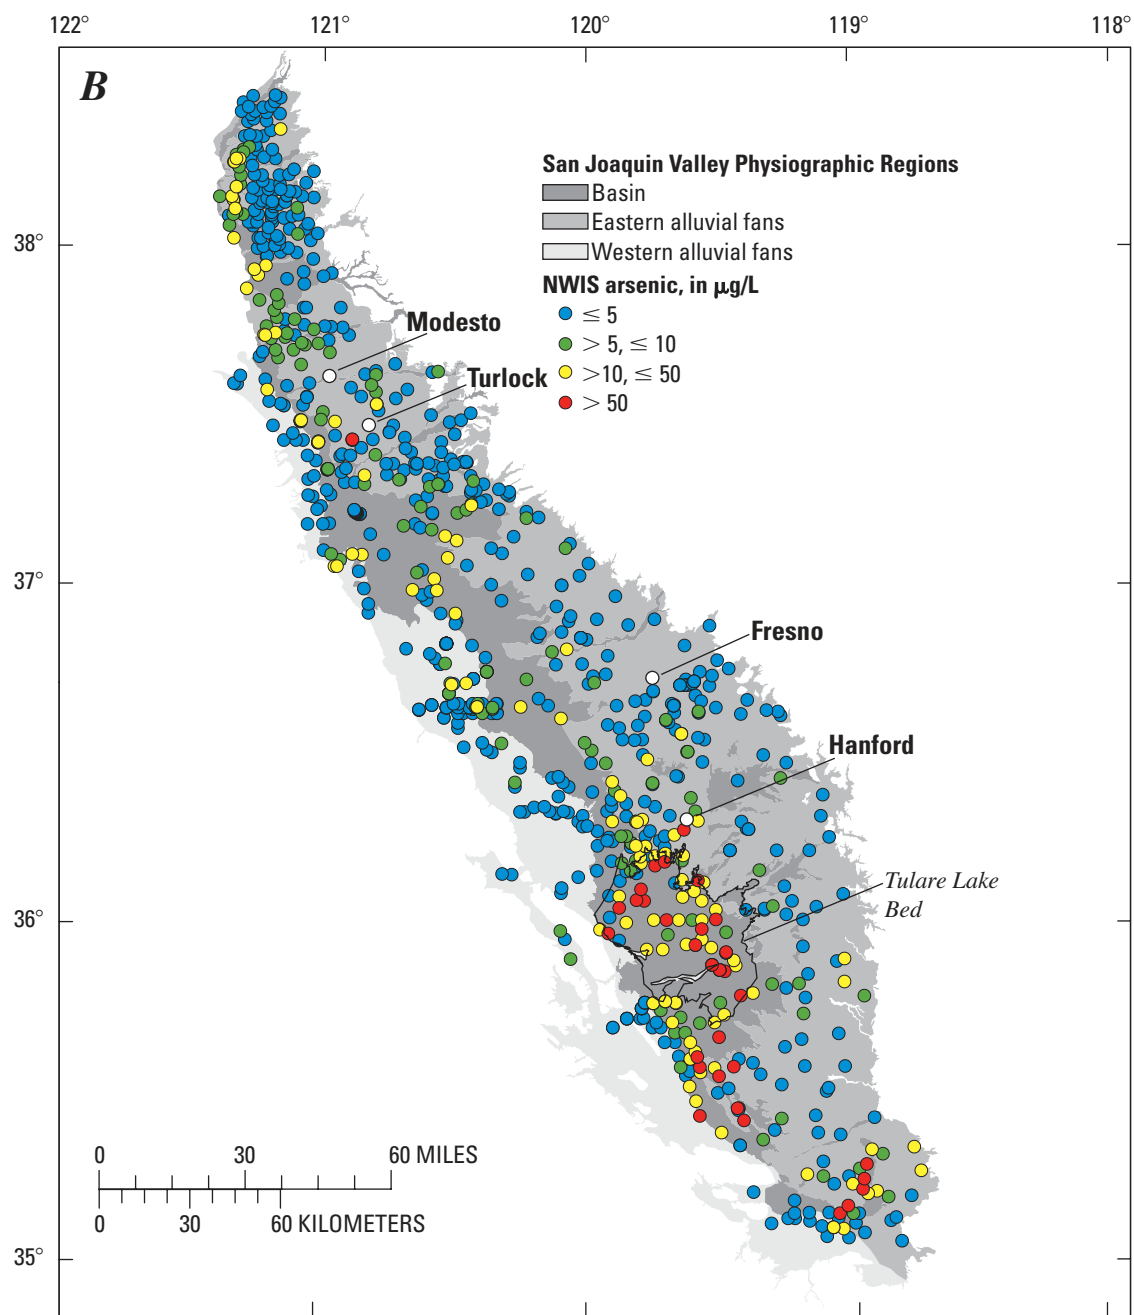 122°
121°
120°
119°
118°
B
San Joaquin Valley Physiographic Regions
Basin
Eastern alluvial fans
Western alluvial fans
NWIS arsenic, in µg/L
≤ 5
> 5, ≤ 10
>10, ≤ 50
> 50
38°
Modesto
Turlock
37°
Fresno
Hanford
Tulare Lake
Bed
36°
0 30 60 MILES
0 30 60 KILOMETERS
35°